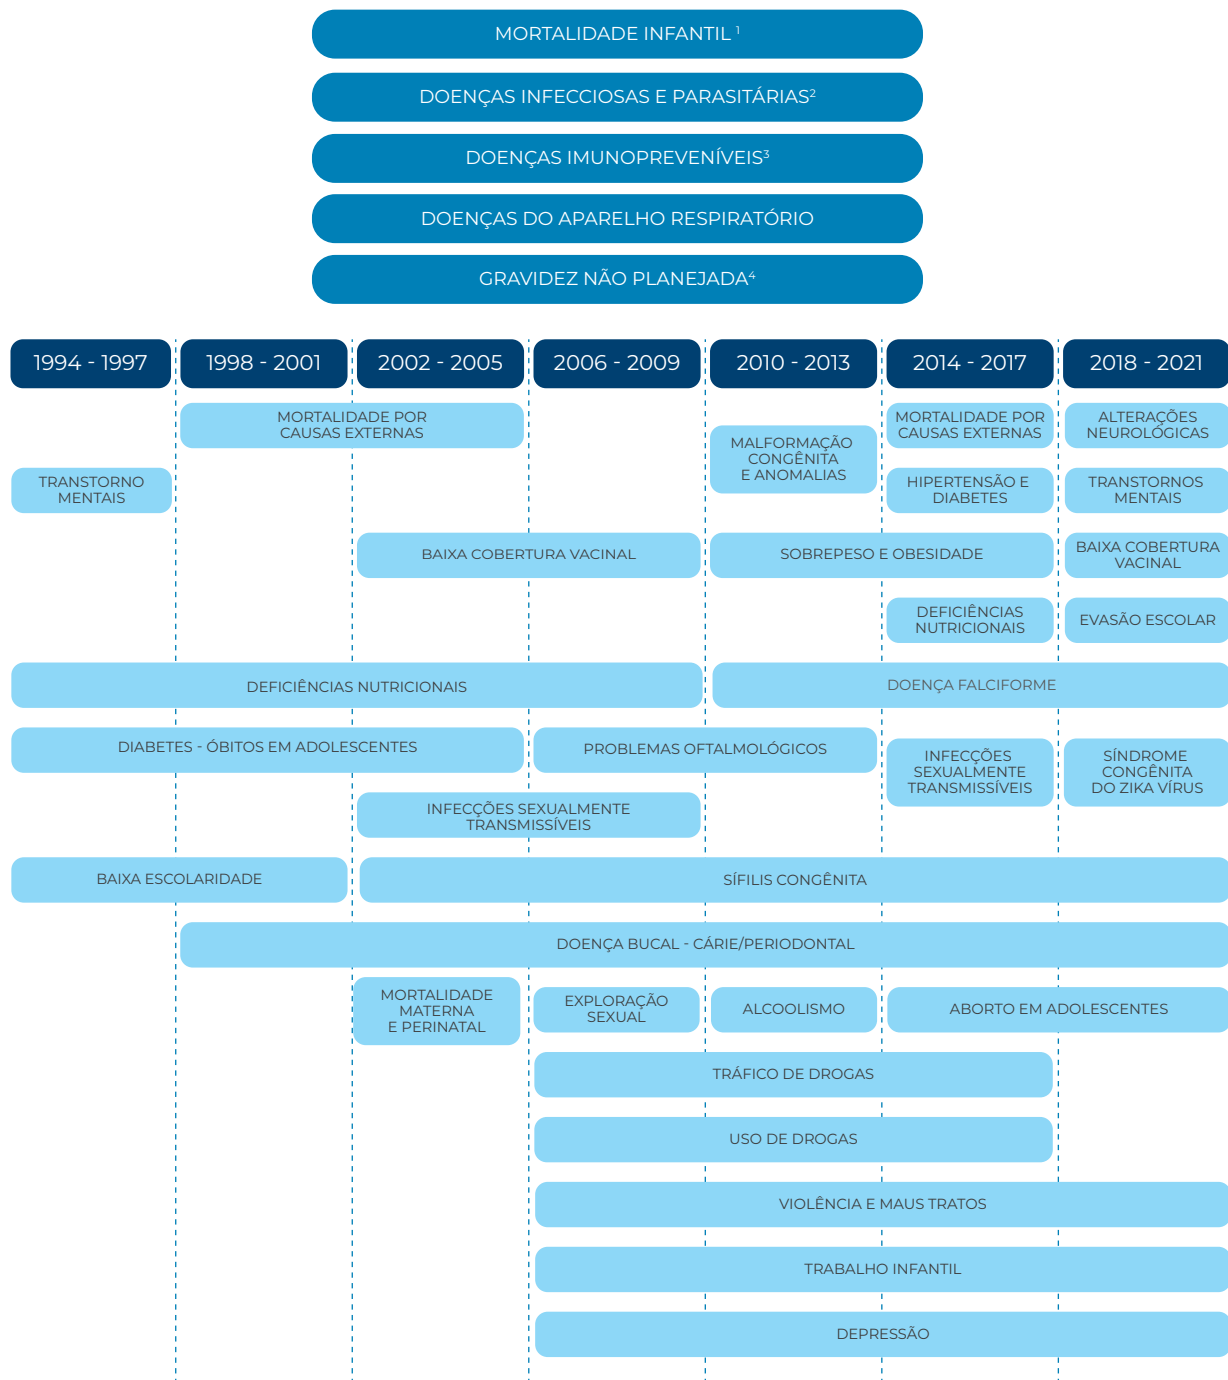 MORTALIDADE INFANTIL ¹
DOENÇAS INFECCIOSAS E PARASITÁRIAS²
DOENÇAS IMUNOPREVENÍVEIS³
DOENÇAS DO APARELHO RESPIRATÓRIO
GRAVIDEZ NÃO PLANEJADA⁴
1994 - 1997
1998 - 2001
2002 - 2005
2006 - 2009
2010 - 2013
2014 - 2017
2018 - 2021
MORTALIDADE POR
CAUSAS EXTERNAS
MALFORMAÇÃO
CONGÊNITA
E ANOMALIAS
MORTALIDADE POR
CAUSAS EXTERNAS
ALTERAÇÕES
NEUROLÓGICAS
TRANSTORNO
MENTAIS
HIPERTENSÃO E
DIABETES
TRANSTORNOS
MENTAIS
BAIXA COBERTURA VACINAL
SOBREPESO E OBESIDADE
BAIXA COBERTURA
VACINAL
DEFICIÊNCIAS
NUTRICIONAIS
EVASÃO ESCOLAR
DEFICIÊNCIAS NUTRICIONAIS
DOENÇA FALCIFORME
DIABETES - ÓBITOS EM ADOLESCENTES
PROBLEMAS OFTALMOLÓGICOS
INFECÇÕES
SEXUALMENTE
TRANSMISSÍVEIS
SÍNDROME
CONGÊNITA
DO ZIKA VÍRUS
INFECÇÕES SEXUALMENTE
TRANSMISSÍVEIS
BAIXA ESCOLARIDADE
SÍFILIS CONGÊNITA
DOENÇA BUCAL - CÁRIE/PERIODONTAL
MORTALIDADE
MATERNA
E PERINATAL
EXPLORAÇÃO
SEXUAL
ALCOOLISMO
ABORTO EM ADOLESCENTES
TRÁFICO DE DROGAS
USO DE DROGAS
VIOLÊNCIA E MAUS TRATOS
TRABALHO INFANTIL
DEPRESSÃO